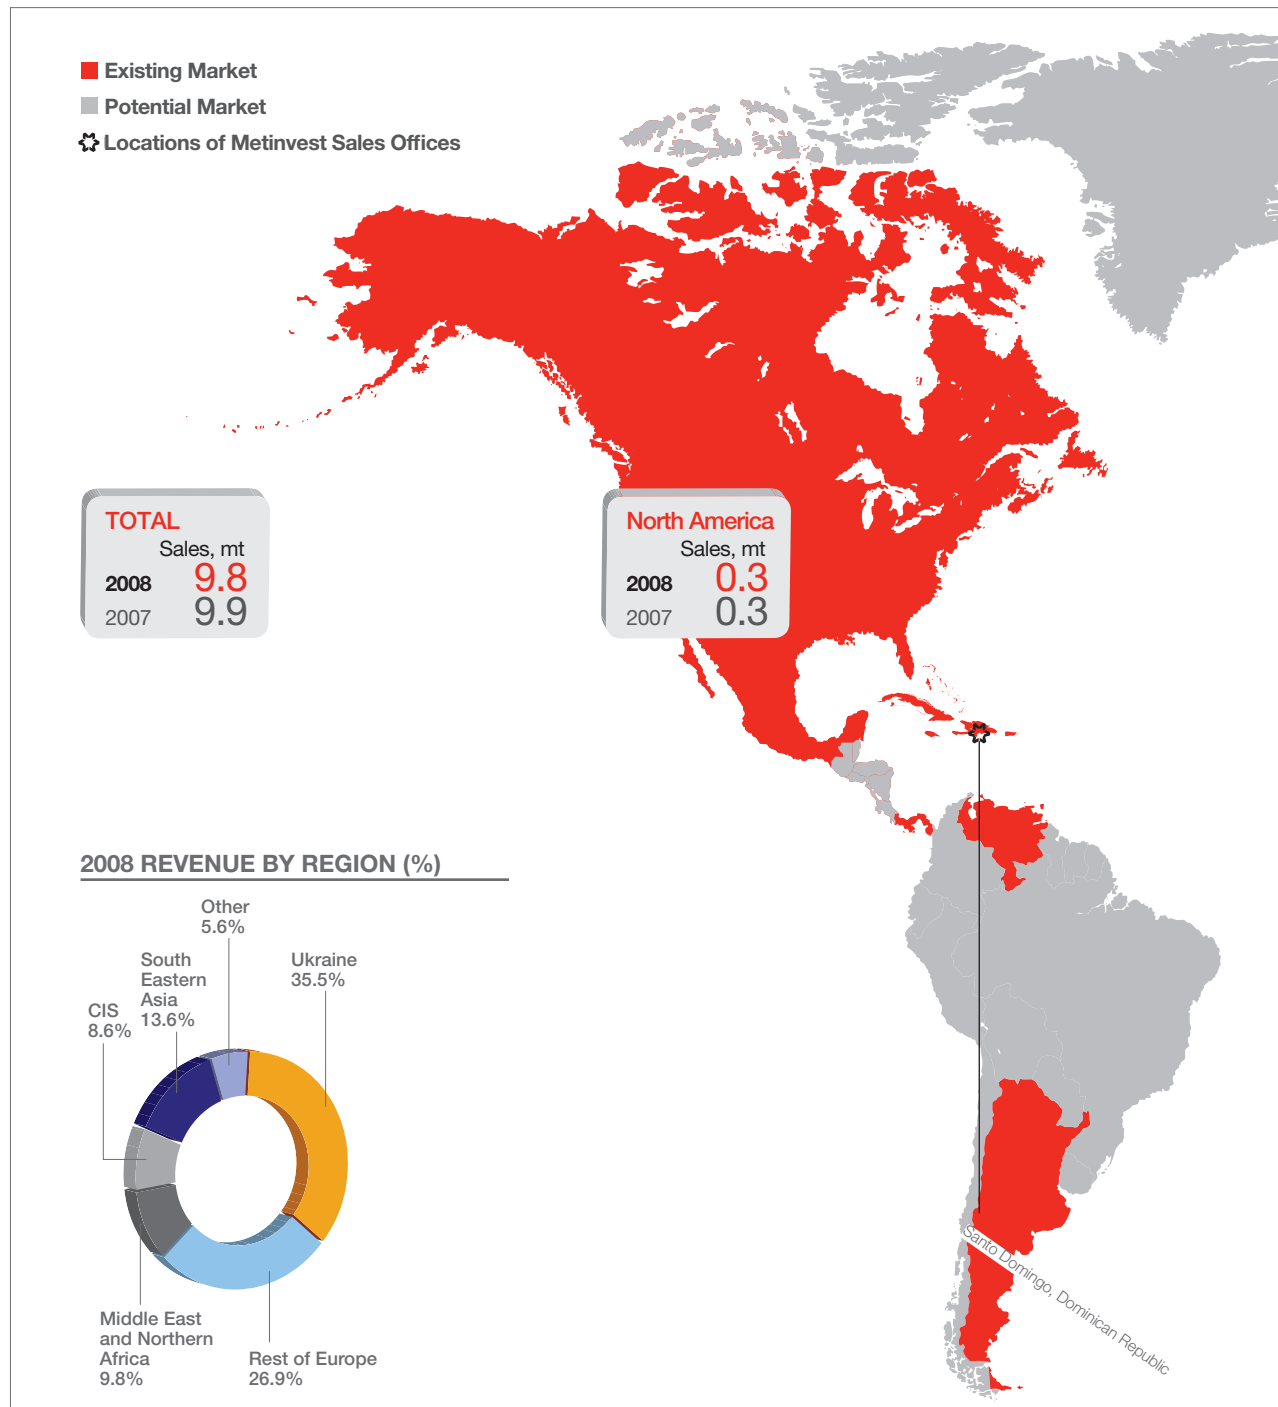 Existing Market
Potential Market
Locations of Metinvest Sales Offices
TOTAL
Sales, mt
2008 9.8
2007 9.9
North America
Sales, mt
2008 0.3
2007 0.3
2008 REVENUE BY REGION (%)
Other
5.6%
Ukraine
35.5%
South
Eastern
Asia
13.6%
CIS
8.6%
Middle East
and Northern
Africa
9.8%
Rest of Europe
26.9%
Santo Domingo, Dominican Republic